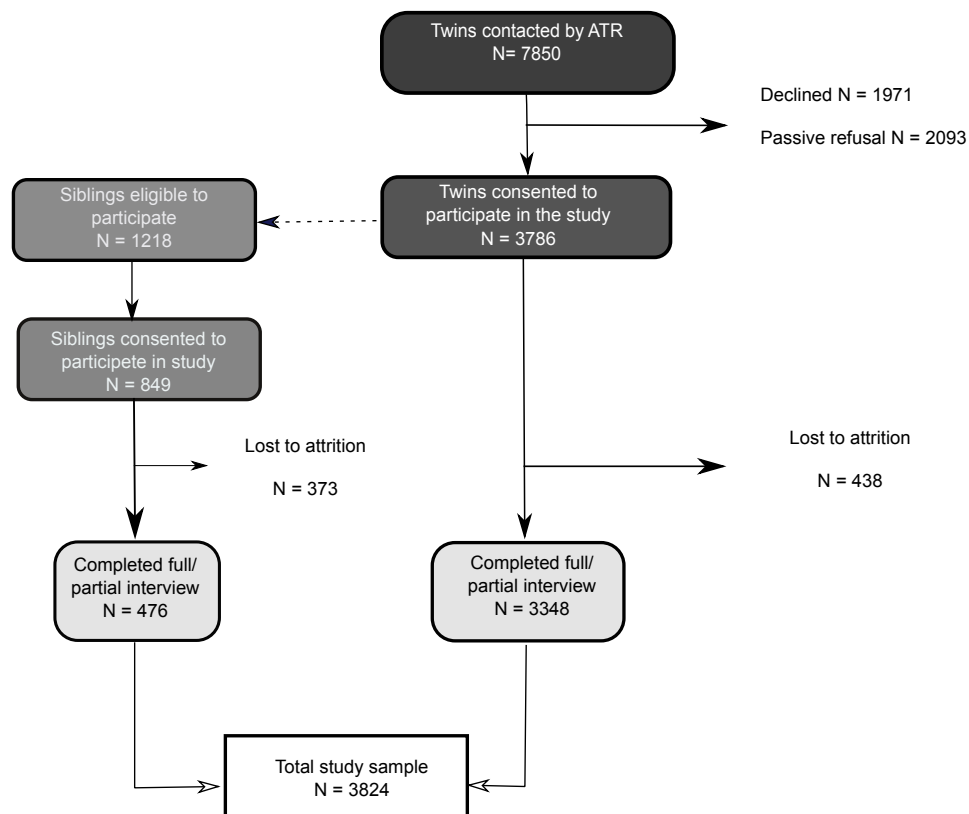 Twins contacted by ATR
N= 7850
Declined N = 1971
Passive refusal N = 2093
Siblings eligible to
participate
N = 1218
Twins consented to
participate in the study
N = 3786
Siblings consented to
participete in study
N = 849
Lost to attrition
N = 373
Lost to attrition
N = 438
Completed full/
partial interview
N = 476
Completed full/
partial interview
N = 3348
Total study sample
N = 3824